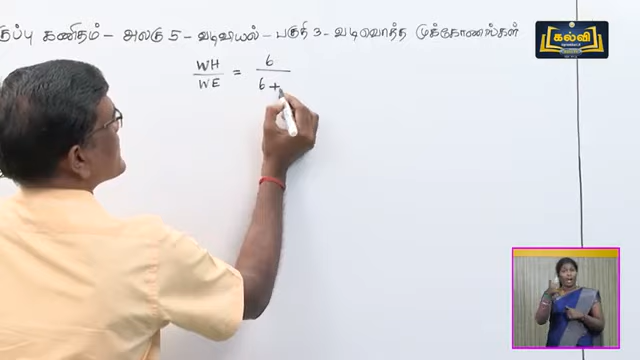 கணிதம் - அலகு 5 - வடிவியல் - பகுதி 3 - வடிவொத்த முக்கோணங்கள்
WH / WE = 6 / 6 +
கல்வி